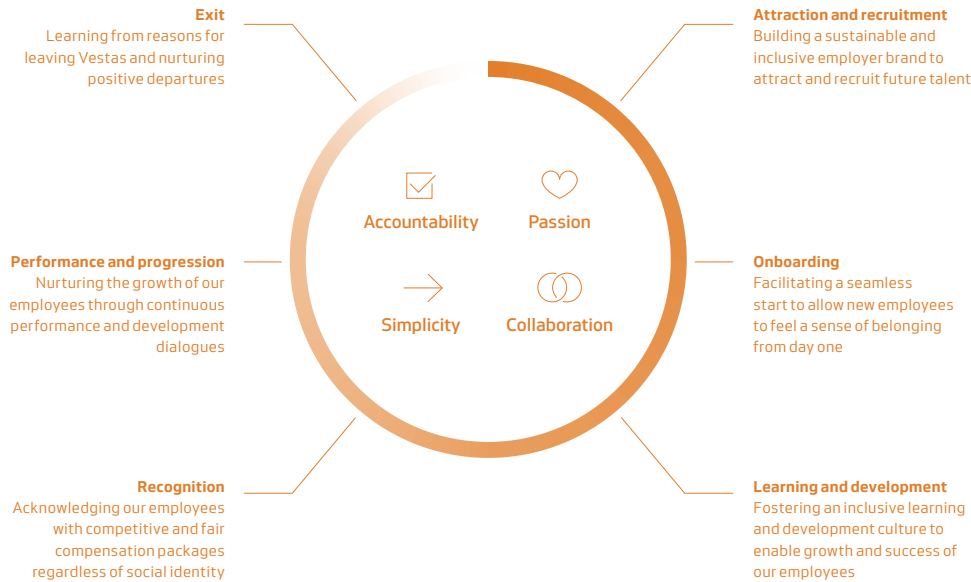 Exit
Learning from reasons for
leaving Vestas and nurturing
positive departures
Attraction and recruitment
Building a sustainable and
inclusive employer brand to
attract and recruit future talent
Accountability
Passion
Simplicity
Collaboration
Performance and progression
Nurturing the growth of our
employees through continuous
performance and development
dialogues
Onboarding
Facilitating a seamless
start to allow new employees
to feel a sense of belonging
from day one
Recognition
Acknowledging our employees
with competitive and fair
compensation packages
regardless of social identity
Learning and development
Fostering an inclusive learning
and development culture to
enable growth and success of
our employees